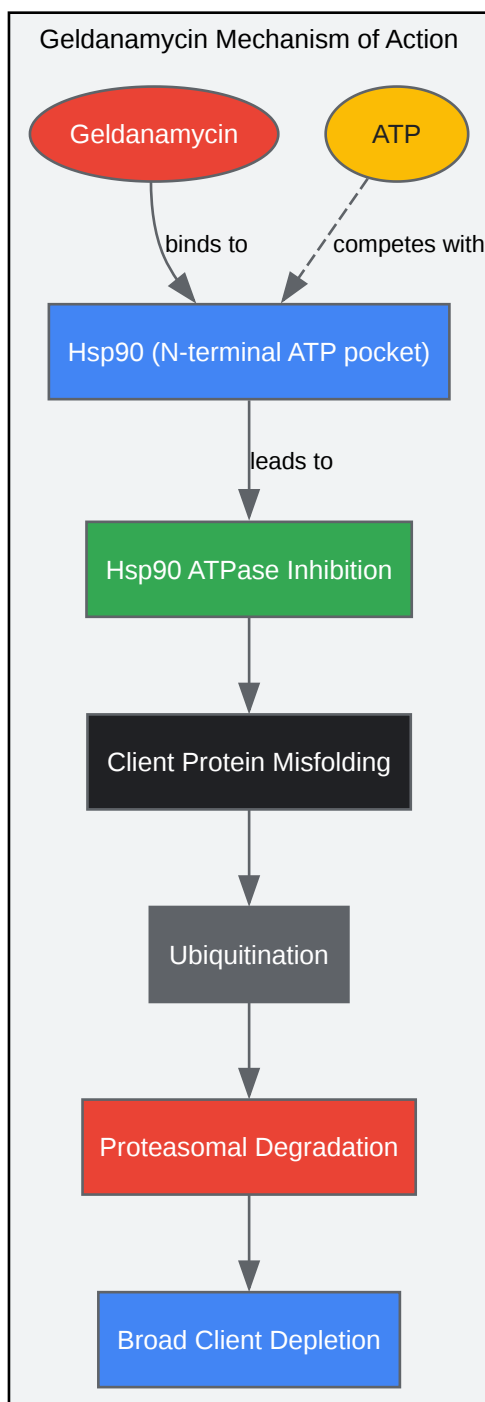 Geldanamycin Mechanism of Action
Geldanamycin
ATP
binds to
competes with
Hsp90 (N-terminal ATP pocket)
leads to
Hsp90 ATPase Inhibition
Client Protein Misfolding
Ubiquitination
Proteasomal Degradation
Broad Client Depletion